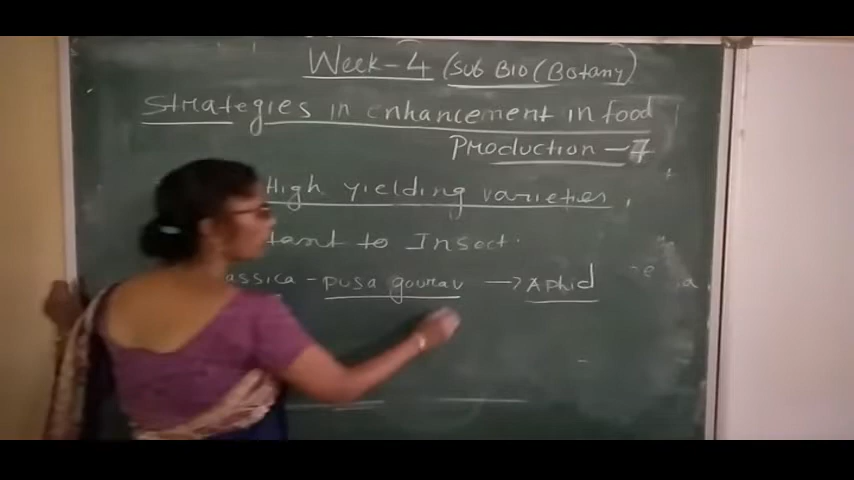 Week-4 (Sub Bio (Botany)
Strategies in enhancement in food
Production - 7
High yielding varieties,
tant to Insect.
assica - pusa gourav → Aphid